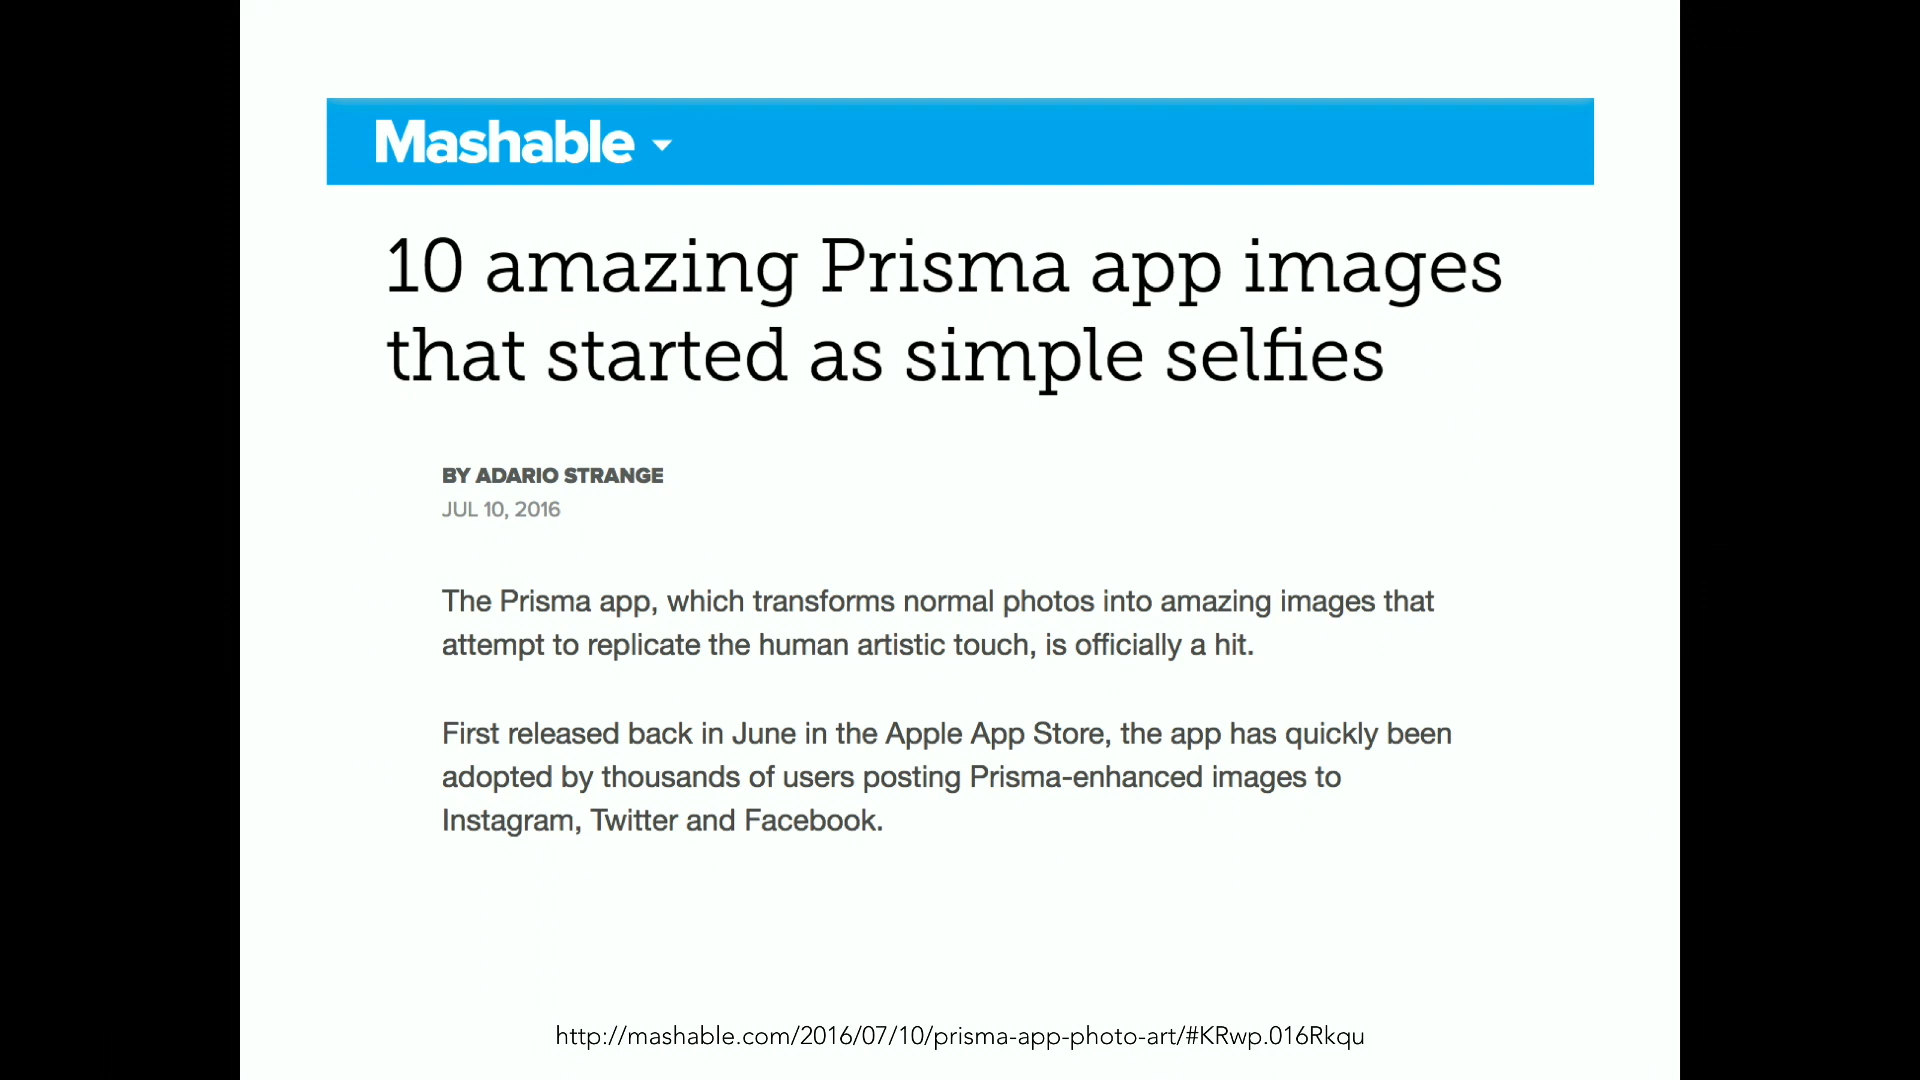 Mashable
10 amazing Prisma app images
that started as simple selfies
BY ADARIO STRANGE
JUL 10, 2016
The Prisma app, which transforms normal photos into amazing images that
attempt to replicate the human artistic touch, is officially a hit.
First released back in June in the Apple App Store, the app has quickly been
adopted by thousands of users posting Prisma-enhanced images to
Instagram, Twitter and Facebook.
http://mashable.com/2016/07/10/prisma-app-photo-art/#KRwp.016Rkqu